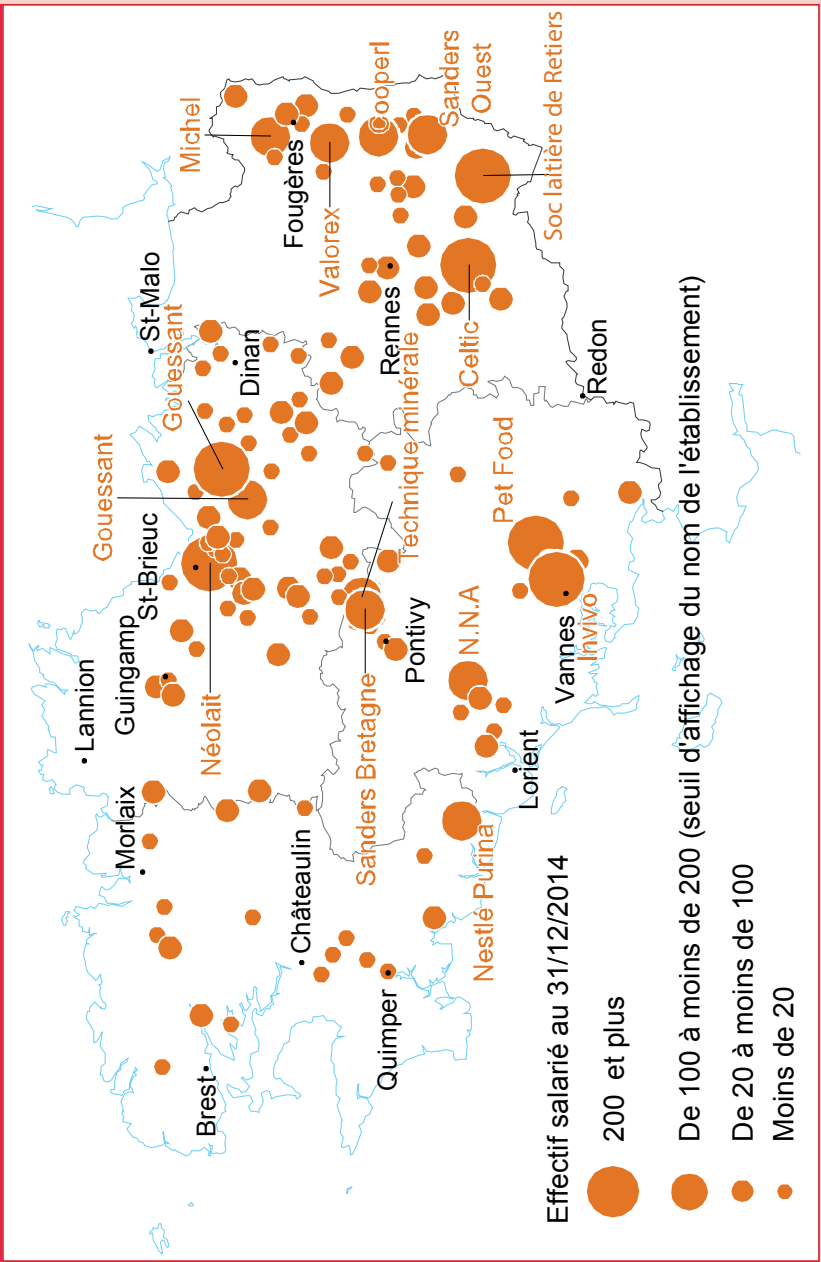 Lannion
Morlaix
Guingamp
St-Brieuc
Gouessant
Gouessant
St-Malo
Michel
Brest
Néolait
Dinan
Fougères
Valorex
Cooperl
Sanders
Ouest
Châteaulin
Sanders Bretagne
Technique minérale
Rennes
Quimper
Pontivy
Celtic
Soc laitière de Retiers
Nestlé Purina
N.N.A
Pet Food
Lorient
Vannes
Invivo
Redon
Effectif salarié au 31/12/2014
200 et plus
De 100 à moins de 200 (seuil d'affichage du nom de l'établissement)
De 20 à moins de 100
Moins de 20